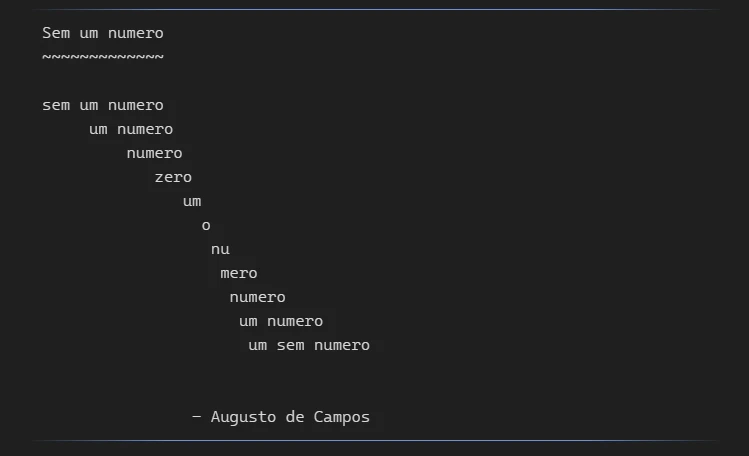 Sem um numero
~~~~~~~~~~~~~
sem um numero
um numero
numero
zero
um
o
nu
mero
numero
um numero
um sem numero
— Augusto de Campos